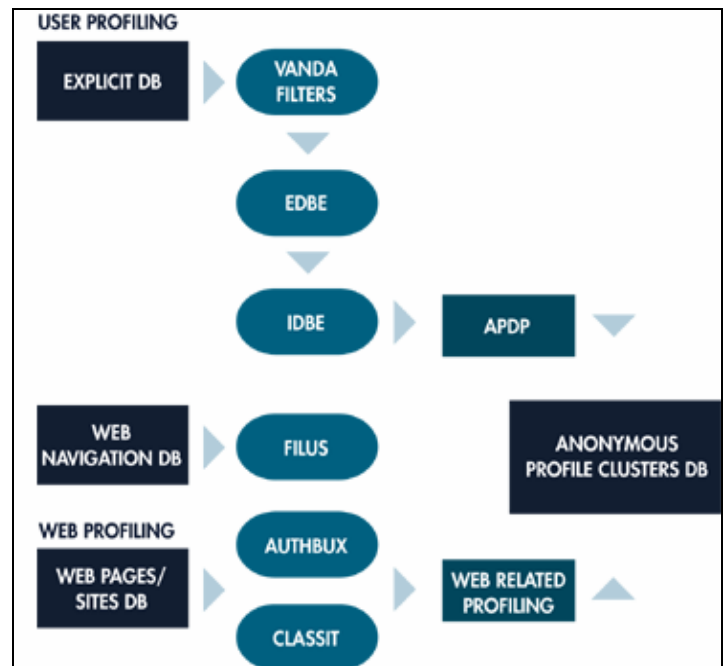 USER PROFILING
EXPLICIT DB
VANDA
FILTERS
EDBE
IDBE
APDP
WEB
NAVIGATION DB
FILUS
ANONYMOUS
PROFILE CLUSTERS DB
WEB PROFILING
WEB PAGES/
SITES DB
AUTHBUX
CLASSIT
WEB RELATED
PROFILING